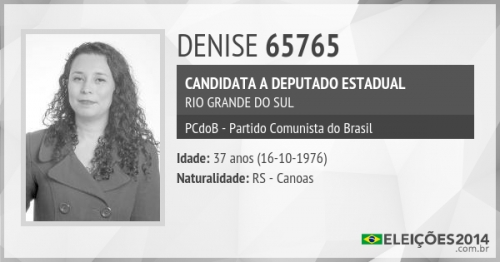 DENISE 65765
CANDIDATA A DEPUTADO ESTADUAL
RIO GRANDE DO SUL
PCdoB - Partido Comunista do Brasil
Idade: 37 anos (16-10-1976)
Naturalidade: RS - Canoas
ELEIÇÕES2014
.com.br